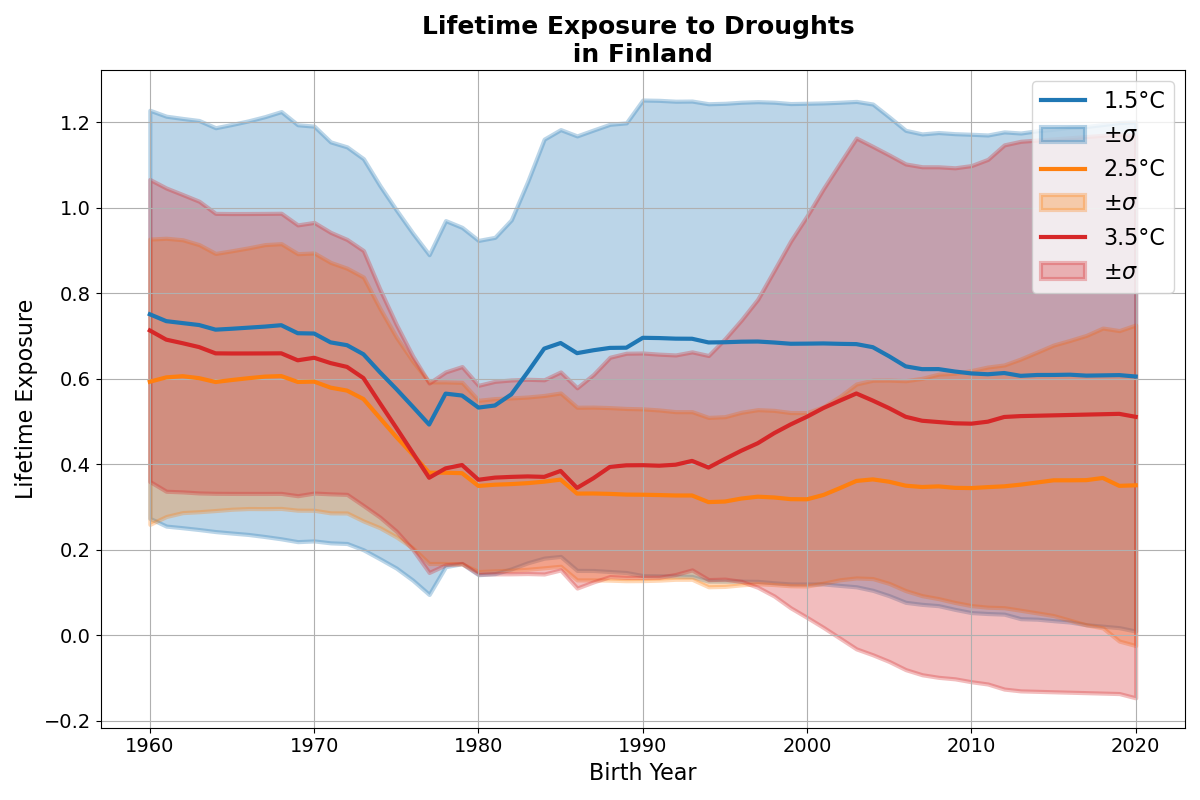 Lifetime Exposure to Droughts
in Finland
Lifetime Exposure
1.2
1.0
0.8
0.6
0.4
0.2
0.0
−0.2
1.5°C
±σ
2.5°C
±σ
3.5°C
±σ
1960
1970
1980
1990
2000
2010
2020
Birth Year